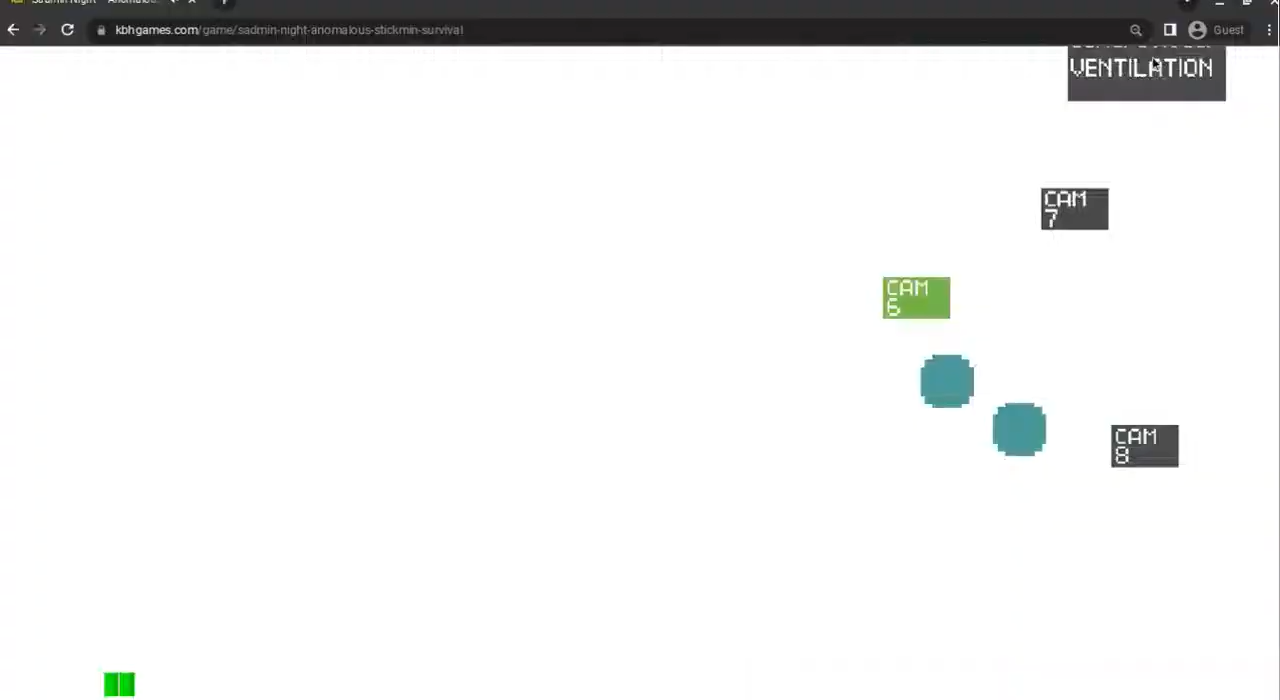 kbhgames.com/game/sadmin-night-anomalous-stickmin-survival
Guest
VENTILATION
CAM
7
CAM
6
CAM
8